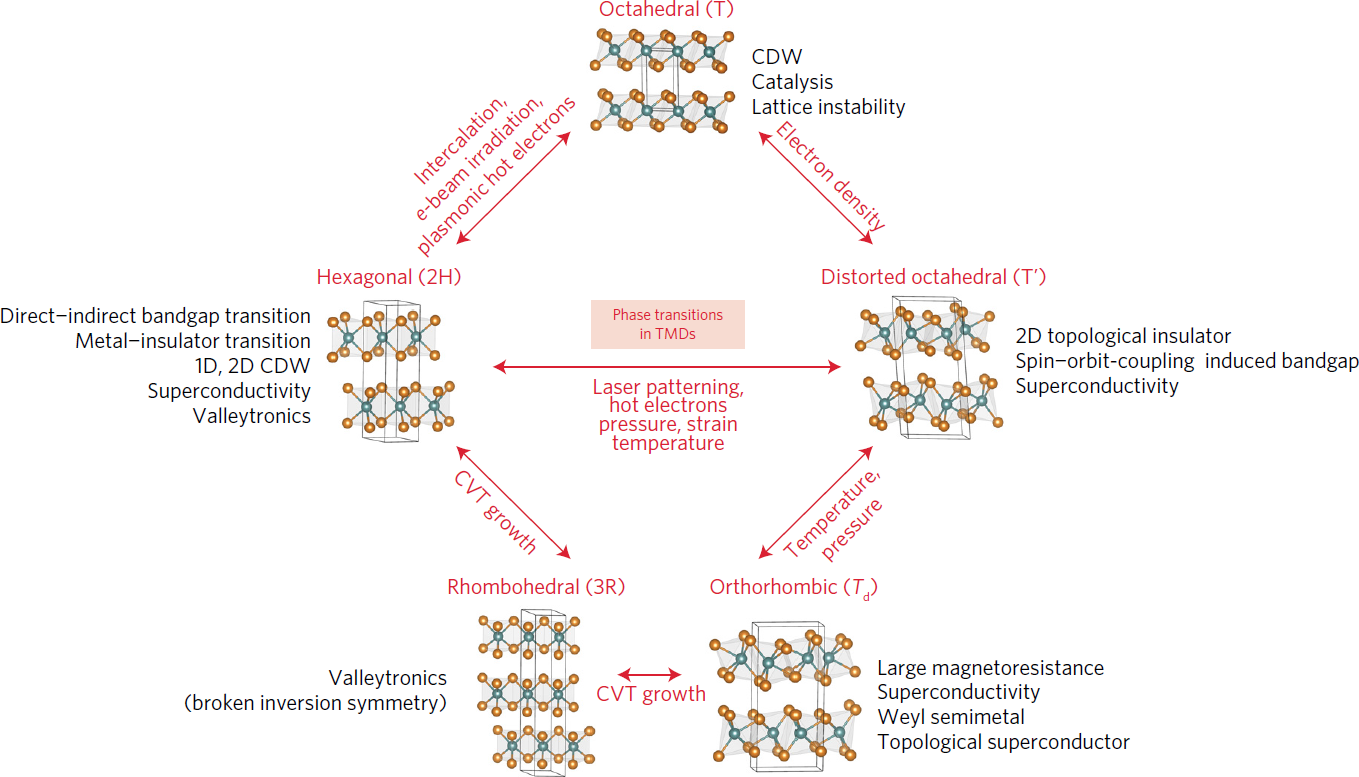 Octahedral (T)
CDW
Catalysis
Lattice instability
Intercalation,
e-beam irradiation,
plasmonic hot electrons
Electron density
Hexagonal (2H)
Direct–indirect bandgap transition
Metal–insulator transition
1D, 2D CDW
Superconductivity
Valleytronics
Phase transitions
in TMDs
Laser patterning,
hot electrons
pressure, strain
temperature
Distorted octahedral (T’)
2D topological insulator
Spin–orbit-coupling induced bandgap
Superconductivity
CVT growth
Temperature,
pressure
Rhombohedral (3R)
Valleytronics
(broken inversion symmetry)
CVT growth
Orthorhombic (Td)
Large magnetoresistance
Superconductivity
Weyl semimetal
Topological superconductor